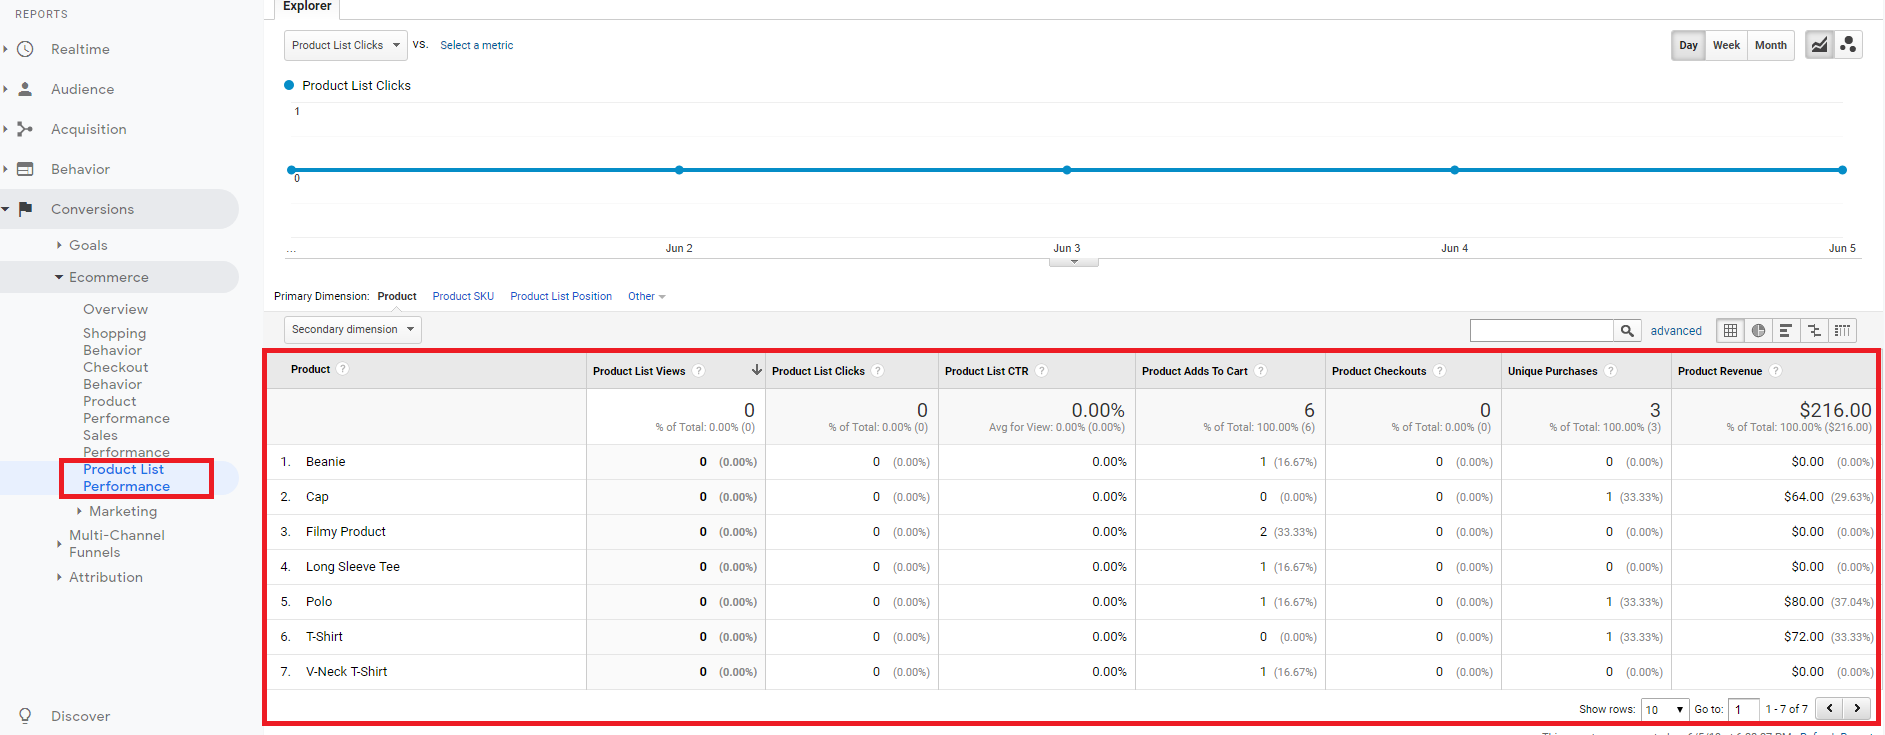 REPORTS
Realtime
Audience
Acquisition
Behavior
Conversions
Goals
Ecommerce
Overview
Shopping
Behavior
Checkout
Behavior
Product
Performance
Sales
Performance
Product List
Performance
Marketing
Multi-Channel
Funnels
Attribution
Discover
Explorer
Product List Clicks VS. Select a metric
Day Week Month
Product List Clicks
1
0
... Jun 2 Jun 3 Jun 4 Jun 5
Primary Dimension: Product Product SKU Product List Position Other
Secondary dimension advanced
Product ? Product List Views ? Product List Clicks ? Product List CTR ? Product Adds To Cart ? Product Checkouts ? Unique Purchases ? Product Revenue ?
0 0 0.00% 6 0 3 $216.00
% of Total: 0.00% (0) % of Total: 0.00% (0) Avg for View: 0.00% (0.00%) % of Total: 100.00% (6) % of Total: 0.00% (0) % of Total: 100.00% (3) % of Total: 100.00% ($216.00)
1. Beanie 0 (0.00%) 0 (0.00%) 0.00% 1 (16.67%) 0 (0.00%) 0 (0.00%) $0.00 (0.00%)
2. Cap 0 (0.00%) 0 (0.00%) 0.00% 0 (0.00%) 0 (0.00%) 1 (33.33%) $64.00 (29.63%)
3. Filmy Product 0 (0.00%) 0 (0.00%) 0.00% 2 (33.33%) 0 (0.00%) 0 (0.00%) $0.00 (0.00%)
4. Long Sleeve Tee 0 (0.00%) 0 (0.00%) 0.00% 1 (16.67%) 0 (0.00%) 0 (0.00%) $0.00 (0.00%)
5. Polo 0 (0.00%) 0 (0.00%) 0.00% 1 (16.67%) 0 (0.00%) 1 (33.33%) $80.00 (37.04%)
6. T-Shirt 0 (0.00%) 0 (0.00%) 0.00% 0 (0.00%) 0 (0.00%) 1 (33.33%) $72.00 (33.33%)
7. V-Neck T-Shirt 0 (0.00%) 0 (0.00%) 0.00% 1 (16.67%) 0 (0.00%) 0 (0.00%) $0.00 (0.00%)
Show rows: 10 Go to: 1 1 - 7 of 7